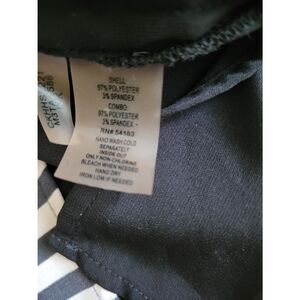 SHELL
97% POLYESTER
3% SPANDEX
COMBO:
97% POLYESTER
3% SPANDEX -
RN# 54163
HAND WASH COLD
SEPARATELY
INSIDE OUT
ONLY NON-CHLORINE
BLEACH WHEN NEEDED
HANG DRY
IRON LOW IF NEEDED